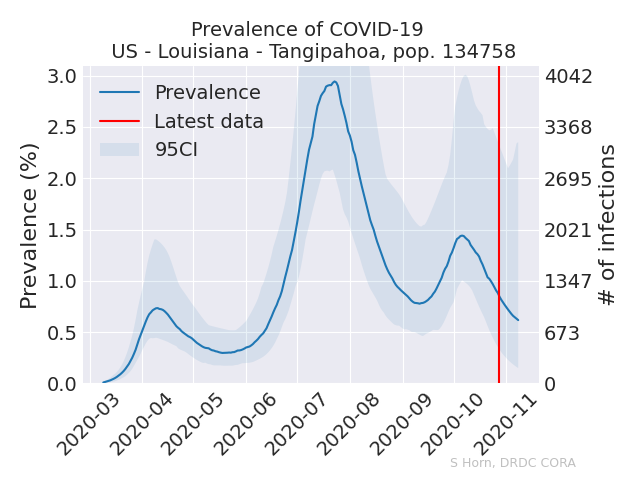 Prevalence of COVID-19
US - Louisiana - Tangipahoa, pop. 134758
Prevalence
Latest data
95CI
Prevalence (%)
3.0
2.5
2.0
1.5
1.0
0.5
0.0
4042
3368
2695
2021
1347
673
0
# of infections
2020-03
2020-04
2020-05
2020-06
2020-07
2020-08
2020-09
2020-10
2020-11
S Horn, DRDC CORA